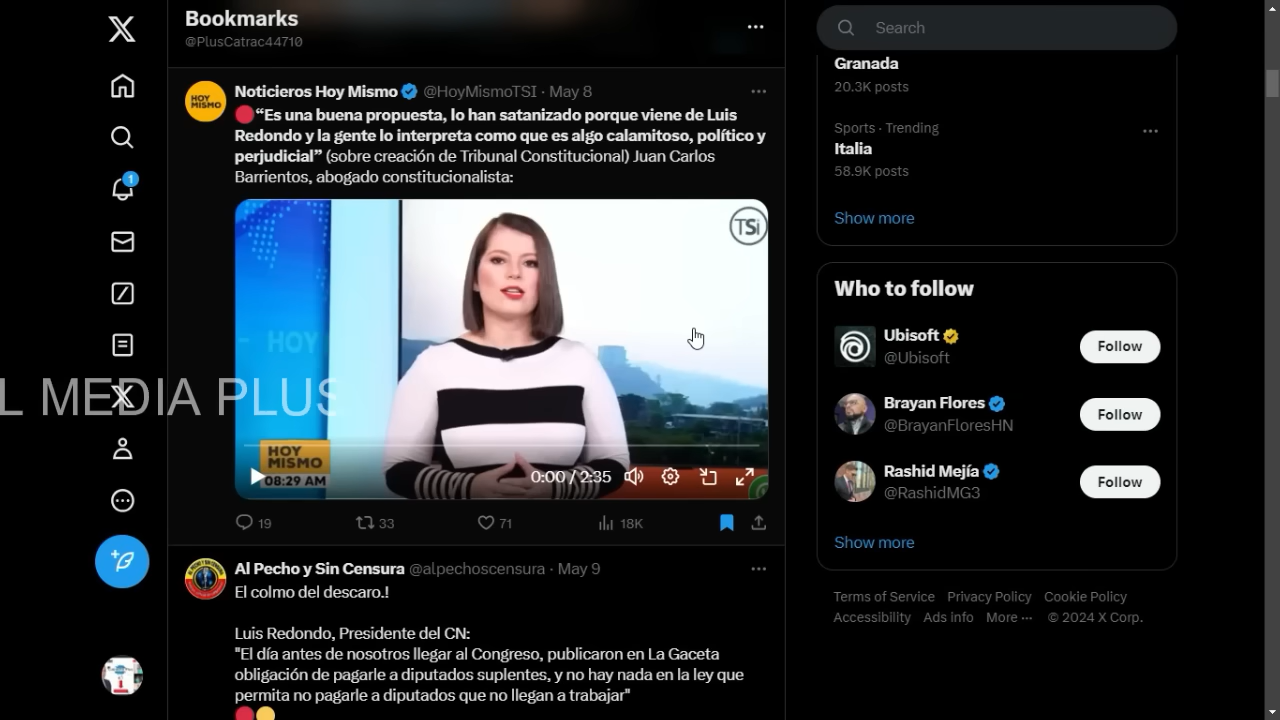 Bookmarks
@PlusCatrac44710
Noticieros Hoy Mismo @HoyMismoTSI · May 8
“Es una buena propuesta, lo han satanizado porque viene de Luis
Redondo y la gente lo interpreta como que es algo calamitoso, político y
perjudicial” (sobre creación de Tribunal Constitucional) Juan Carlos
Barrientos, abogado constitucionalista:
HOY
MISMO
TSi
HOY
HOY
MISMO
08:29 AM
0:00 / 2:35
19
33
71
18K
L MEDIA PLUS
Al Pecho y Sin Censura @alpechoscensura · May 9
El colmo del descaro.!
Luis Redondo, Presidente del CN:
"El día antes de nosotros llegar al Congreso, publicaron en La Gaceta
obligación de pagarle a diputados suplentes, y no hay nada en la ley que
permita no pagarle a diputados que no llegan a trabajar"
1
Search
Granada
20.3K posts
Sports · Trending
Italia
58.9K posts
Show more
Who to follow
Ubisoft
@Ubisoft
Follow
Brayan Flores
@BrayanFloresHN
Follow
Rashid Mejía
@RashidMG3
Follow
Show more
Terms of Service Privacy Policy Cookie Policy
Accessibility Ads info More ··· © 2024 X Corp.